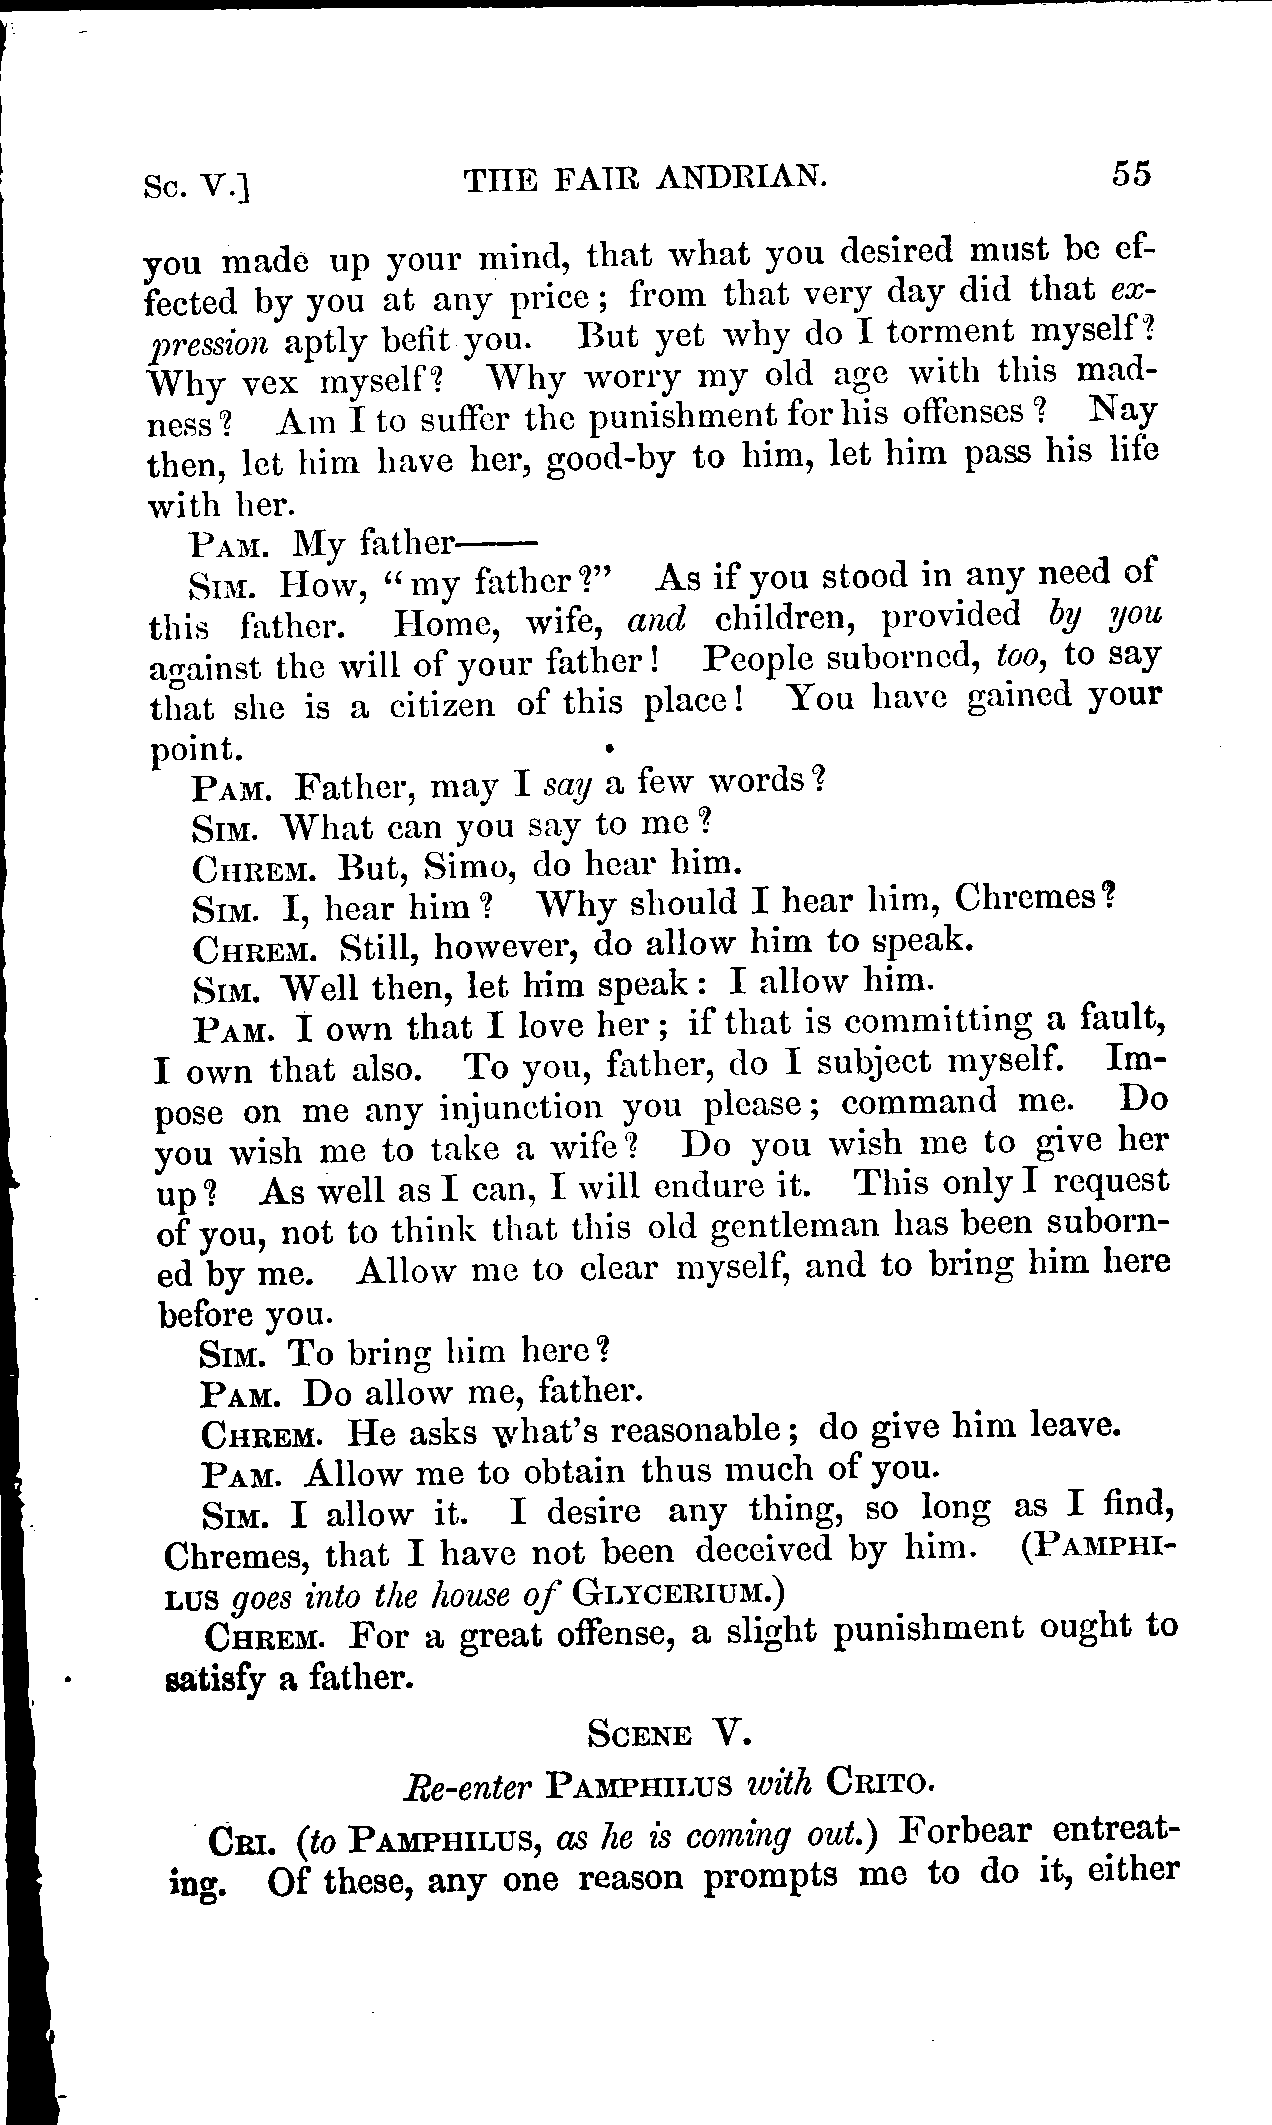 Sc. V.] THE FAIR ANDRIAN. 55
you made up your mind, that what you desired must be ef-
fected by you at any price; from that very day did that ex-
pression aptly befit you. But yet why do I torment myself?
Why vex myself? Why worry my old age with this mad-
ness? Am I to suffer the punishment for his offenses? Nay
then, let him have her, good-by to him, let him pass his life
with her.
PAM. My father——
SIM. How, "my father?" As if you stood in any need of
this father. Home, wife, and children, provided by you
against the will of your father! People suborned, too, to say
that she is a citizen of this place! You have gained your
point.
PAM. Father, may I say a few words?
SIM. What can you say to me?
CHREM. But, Simo, do hear him.
SIM. I, hear him? Why should I hear him, Chremes?
CHREM. Still, however, do allow him to speak.
SIM. Well then, let him speak: I allow him.
PAM. I own that I love her; if that is committing a fault,
I own that also. To you, father, do I subject myself. Im-
pose on me any injunction you please; command me. Do
you wish me to take a wife? Do you wish me to give her
up? As well as I can, I will endure it. This only I request
of you, not to think that this old gentleman has been suborn-
ed by me. Allow me to clear myself, and to bring him here
before you.
SIM. To bring him here?
PAM. Do allow me, father.
CHREM. He asks what's reasonable; do give him leave.
PAM. Allow me to obtain thus much of you.
SIM. I allow it. I desire any thing, so long as I find,
Chremes, that I have not been deceived by him. (PAMPHI-
LUS goes into the house of GLYCERIUM.)
CHREM. For a great offense, a slight punishment ought to
satisfy a father.
SCENE V.
Re-enter PAMPHILUS with CRITO.
CRI. (to PAMPHILUS, as he is coming out.) Forbear entreat-
ing. Of these, any one reason prompts me to do it, either